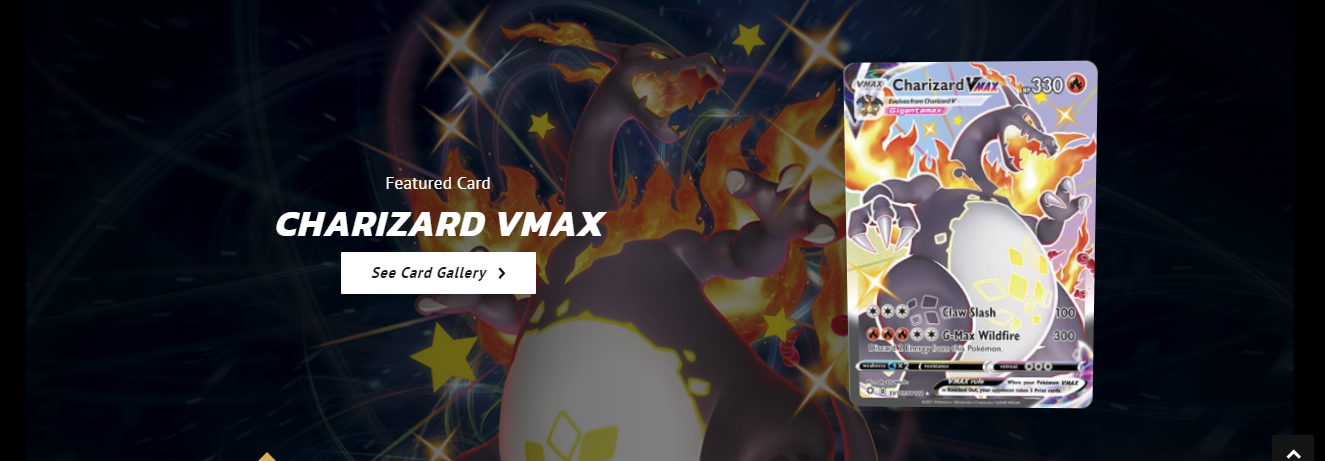 Featured Card
CHARIZARD VMAX
See Card Gallery
VMAX Charizard VMAX HP 330
Evolves from Charizard V
Gigantamax
Claw Slash 100
G-Max Wildfire 300
Discard 2 Energy from this Pokémon.
weakness x2 resistance retreat
VMAX rule When your Pokémon VMAX
is Knocked Out, your opponent takes 3 Prize cards.